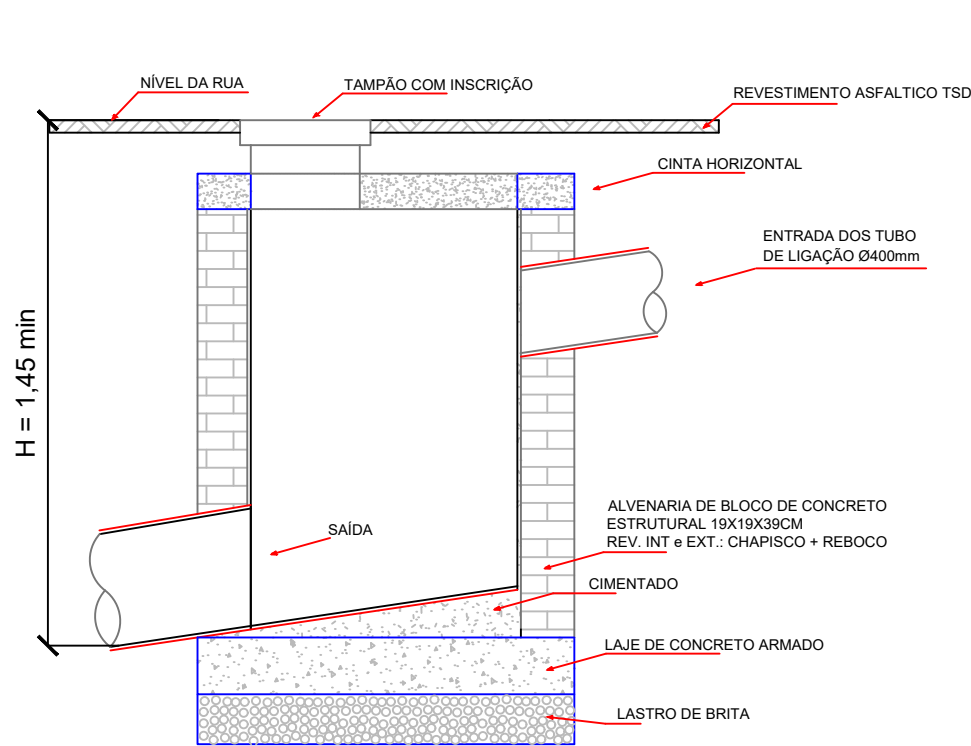 NÍVEL DA RUA
TAMPÃO COM INSCRIÇÃO
REVESTIMENTO ASFALTICO TSD
CINTA HORIZONTAL
ENTRADA DOS TUBO
DE LIGAÇÃO Ø400mm
H = 1,45 min
ALVENARIA DE BLOCO DE CONCRETO
ESTRUTURAL 19X19X39CM
REV. INT e EXT.: CHAPISCO + REBOCO
SAÍDA
CIMENTADO
LAJE DE CONCRETO ARMADO
LASTRO DE BRITA